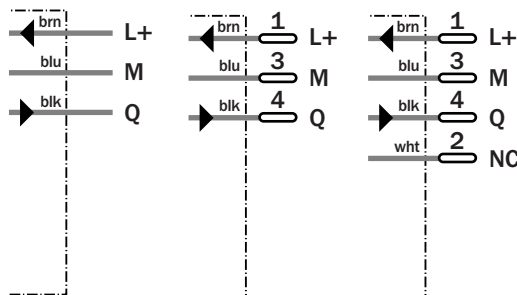 brn L+
blu M
blk Q
brn 1 L+
blu 3 M
blk 4 Q
brn 1 L+
blu 3 M
blk 4 Q
wht 2 NC